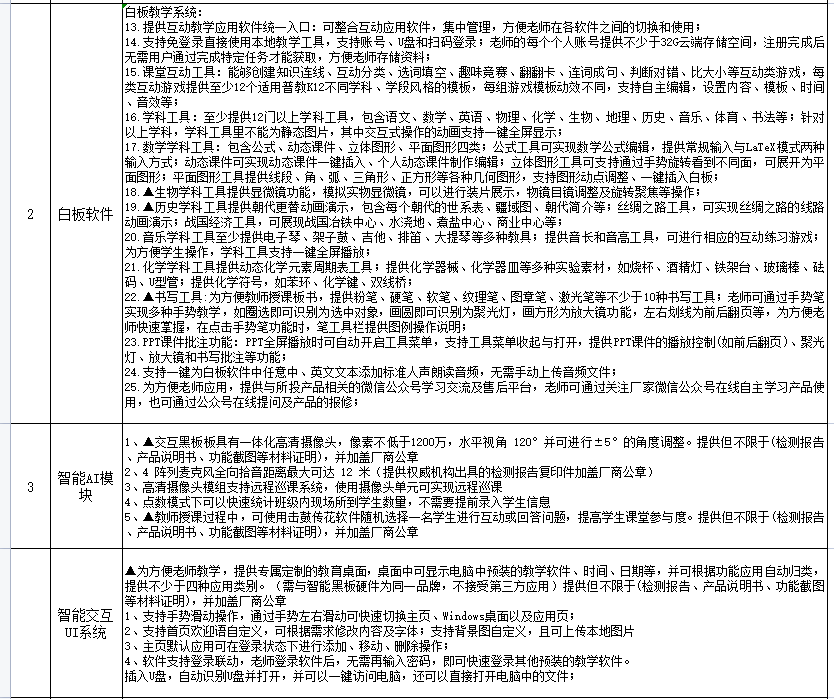 白板教学系统：
13.提供互动教学应用软件统一入口：可整合互动应用软件，集中管理，方便老师在各软件之间的切换和使用；
14.支持免登录直接使用本地教学工具，支持账号、U盘和扫码登录；老师的每个个人账号提供不少于32G云端存储空间，注册完成后
无需用户通过完成特定任务才能获取，方便老师存储资料；
15.课堂互动工具：能够创建知识连线、互动分类、选词填空、趣味竞赛、翻翻卡、连词成句、判断对错、比大小等互动类游戏，每
类互动游戏提供至少12个适用普教K12不同学科、学段风格的模板，每组游戏模板动效不同，支持自主编辑，设置内容、模板、时间
、音效等；
16.学科工具：至少提供12门以上学科工具，包含语文、数学、英语、物理、化学、生物、地理、历史、音乐、体育、书法等；针对
以上学科，学科工具里不能为静态图片，其中交互式操作的动画支持一键全屏显示；
17.数学学科工具：包含公式、动态课件、立体图形、平面图形四类；公式工具可实现数学公式编辑，提供常规输入与LaTeX模式两种
输入方式；动态课件可实现动态课件一键插入、个人动态课件制作编辑；立体图形工具可支持通过手势旋转看到不同面，可展开为平
面图形；平面图形工具提供线段、角、弧、三角形、正方形等各种几何图形，支持图形动点调整、一键插入白板；
18.▲生物学科工具提供显微镜功能，模拟实物显微镜，可以进行装片展示，物镜目镜调整及旋转聚焦等操作；
19.▲历史学科工具提供朝代更替动画演示，包含每个朝代的世系表、疆域图、朝代简介等；丝绸之路工具，可实现丝绸之路的线路
动画演示；战国经济工具，可展现战国冶铁中心、水浇地、煮盐中心、商业中心等；
20.音乐学科工具至少提供电子琴、架子鼓、吉他、排笛、大提琴等多种教具；提供音长和音高工具，可进行相应的互动练习游戏；
为方便学生操作，学科工具支持一键全屏播放；
21.化学学科工具提供动态化学元素周期表工具；提供化学器械、化学器皿等多种实验素材，如烧杯、酒精灯、铁架台、玻璃棒、砝
码、U型管；提供化学符号，如苯环、化学键、双线桥；
22.▲书写工具:为方便教师授课板书，提供粉笔、硬笔、软笔、纹理笔、图章笔、激光笔等不少于10种书写工具；老师可通过手势笔
实现多种手势教学，如圈选即可识别为选中对象，画圆即可识别为聚光灯，画方形为放大镜功能，左右划线为前后翻页等，为方便老
师快速掌握，在点击手势笔功能时，笔工具栏提供图例操作说明；
23.PPT课件批注功能：PPT全屏播放时可自动开启工具菜单，支持工具菜单收起与打开，提供PPT课件的播放控制(如前后翻页）、聚光
灯、放大镜和书写批注等功能；
24.支持一键为白板软件中任意中、英文文本添加标准人声朗读音频，无需手动上传音频文件；
25.为方便老师应用，提供与所投产品相关的微信公众号学习交流及售后平台，老师可通过关注厂家微信公众号在线自主学习产品使
用，也可通过公众号在线提问及产品的报修；
2
白板软件
1、▲交互黑板板具有一体化高清摄像头，像素不低于1200万，水平视角 120°并可进行±5°的角度调整。提供但不限于(检测报告
、产品说明书、功能截图等材料证明)，并加盖厂商公章
2、4 阵列麦克风全向拾音距离最大可达 12 米（提供权威机构出具的检测报告复印件加盖厂商公章）
3、高清摄像头模组支持远程巡课系统，使用摄像头单元可实现远程巡课
4、点数模式下可以快速统计班级内现场所到学生数量，不需要提前录入学生信息
5、▲教师授课过程中，可使用击鼓传花软件随机选择一名学生进行互动或回答问题，提高学生课堂参与度。提供但不限于(检测报告
、产品说明书、功能截图等材料证明)，并加盖厂商公章
3
智能AI模
块
▲为方便老师教学，提供专属定制的教育桌面，桌面中可显示电脑中预装的教学软件、时间、日期等，并可根据功能应用自动归类，
提供不少于四种应用类别。（需与智能黑板硬件为同一品牌，不接受第三方应用）提供但不限于(检测报告、产品说明书、功能截图
等材料证明)，并加盖厂商公章
1、支持手势滑动操作，通过手势左右滑动可快速切换主页、Windows桌面以及应用页；
2、支持首页欢迎语自定义，可根据需求修改内容及字体；支持背景图自定义，且可上传本地图片
3、主页默认应用可在登录状态下进行添加、移动、删除操作；
4、软件支持登录联动，老师登录软件后，无需再输入密码，即可快速登录其他预装的教学软件。
插入U盘，自动识别U盘并打开，并可以一键访问电脑，还可以直接打开电脑中的文件；
智能交互
UI系统